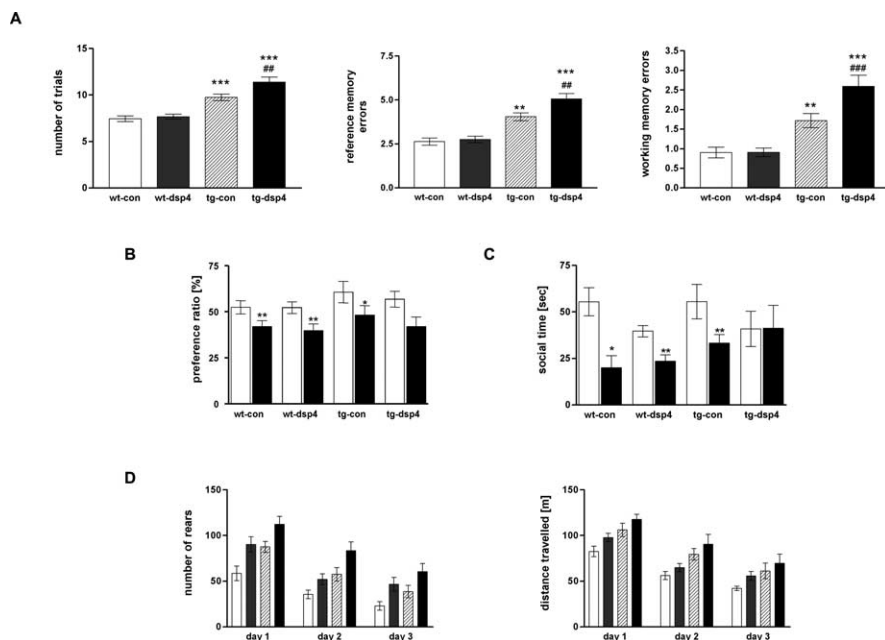 A
number of trials
15
10
5
0
***
***
##
wt-con wt-dsp4 tg-con tg-dsp4
reference memory
errors
7.5
5.0
2.5
0.0
**
***
##
wt-con wt-dsp4 tg-con tg-dsp4
working memory errors
3.5
3.0
2.5
2.0
1.5
1.0
0.5
0.0
**
***
###
wt-con wt-dsp4 tg-con tg-dsp4
B
preference ratio [%]
75
50
25
0
**
**
*
wt-con wt-dsp4 tg-con tg-dsp4
C
social time [sec]
75
50
25
0
*
**
**
wt-con wt-dsp4 tg-con tg-dsp4
D
number of rears
150
100
50
0
day 1 day 2 day 3
distance travelled [m]
150
100
50
0
day 1 day 2 day 3